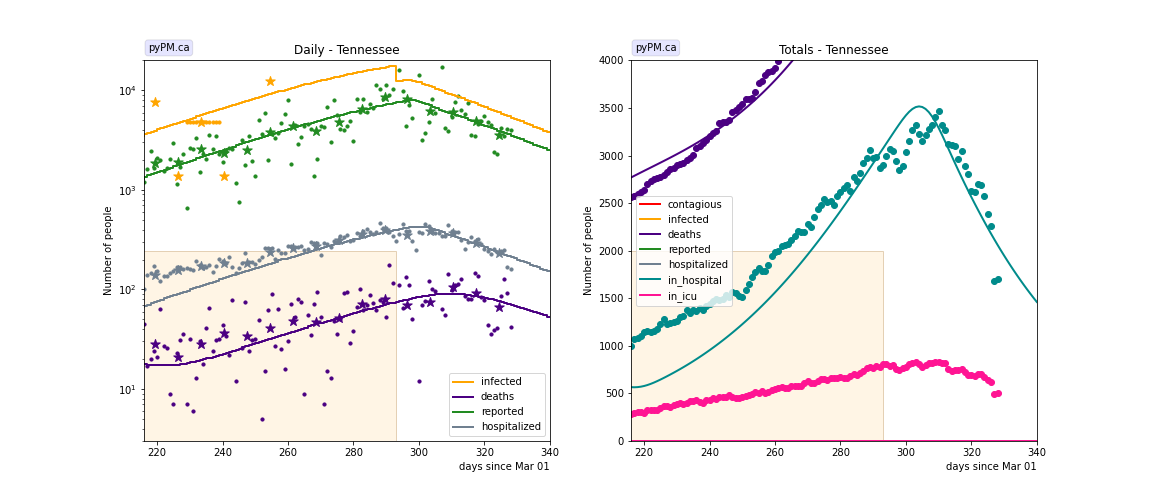 pyPM.ca
Daily - Tennessee
Number of people
10⁴
10³
10²
10¹
220
240
260
280
300
320
340
days since Mar 01
infected
deaths
reported
hospitalized
pyPM.ca
Totals - Tennessee
Number of people
4000
3500
3000
2500
2000
1500
1000
500
0
220
240
260
280
300
320
340
days since Mar 01
contagious
infected
deaths
reported
hospitalized
in_hospital
in_icu